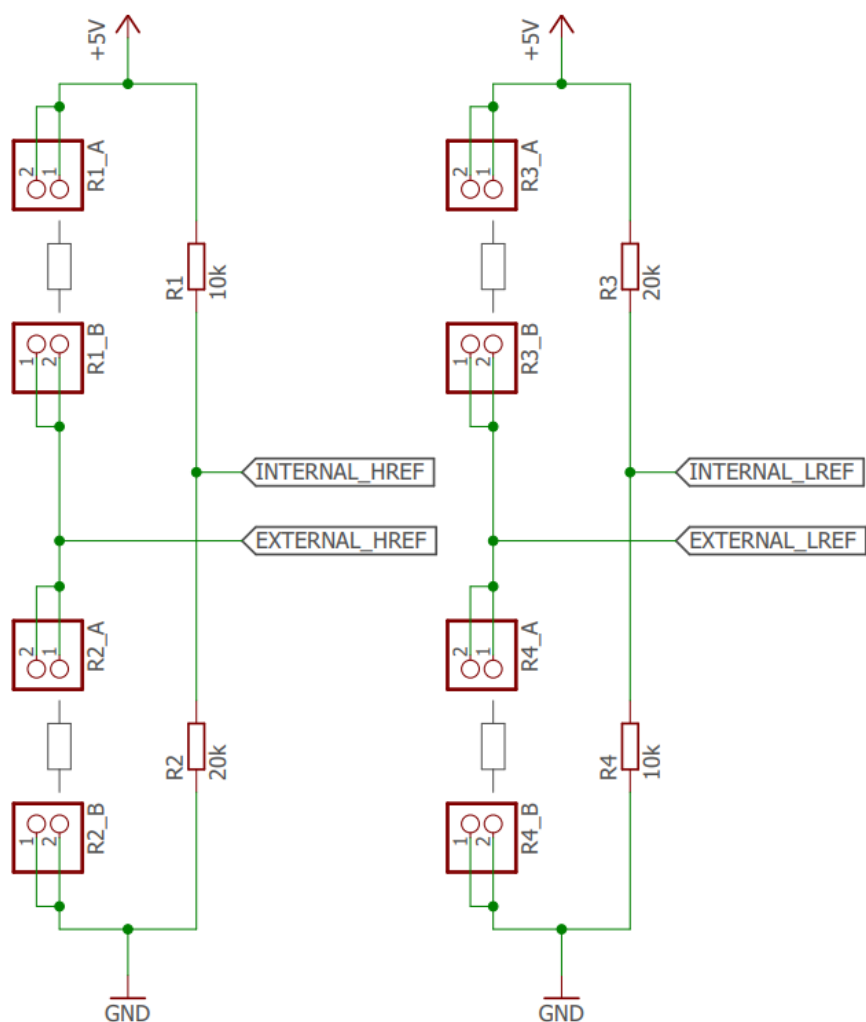 +5V
+5V
2
1
R1_A
2
1
R3_A
R1
10k
R3
20k
1
2
R1_B
1
2
R3_B
INTERNAL_HREF
INTERNAL_LREF
EXTERNAL_HREF
EXTERNAL_LREF
2
1
R2_A
2
1
R4_A
R2
20k
R4
10k
1
2
R2_B
1
2
R4_B
GND
GND